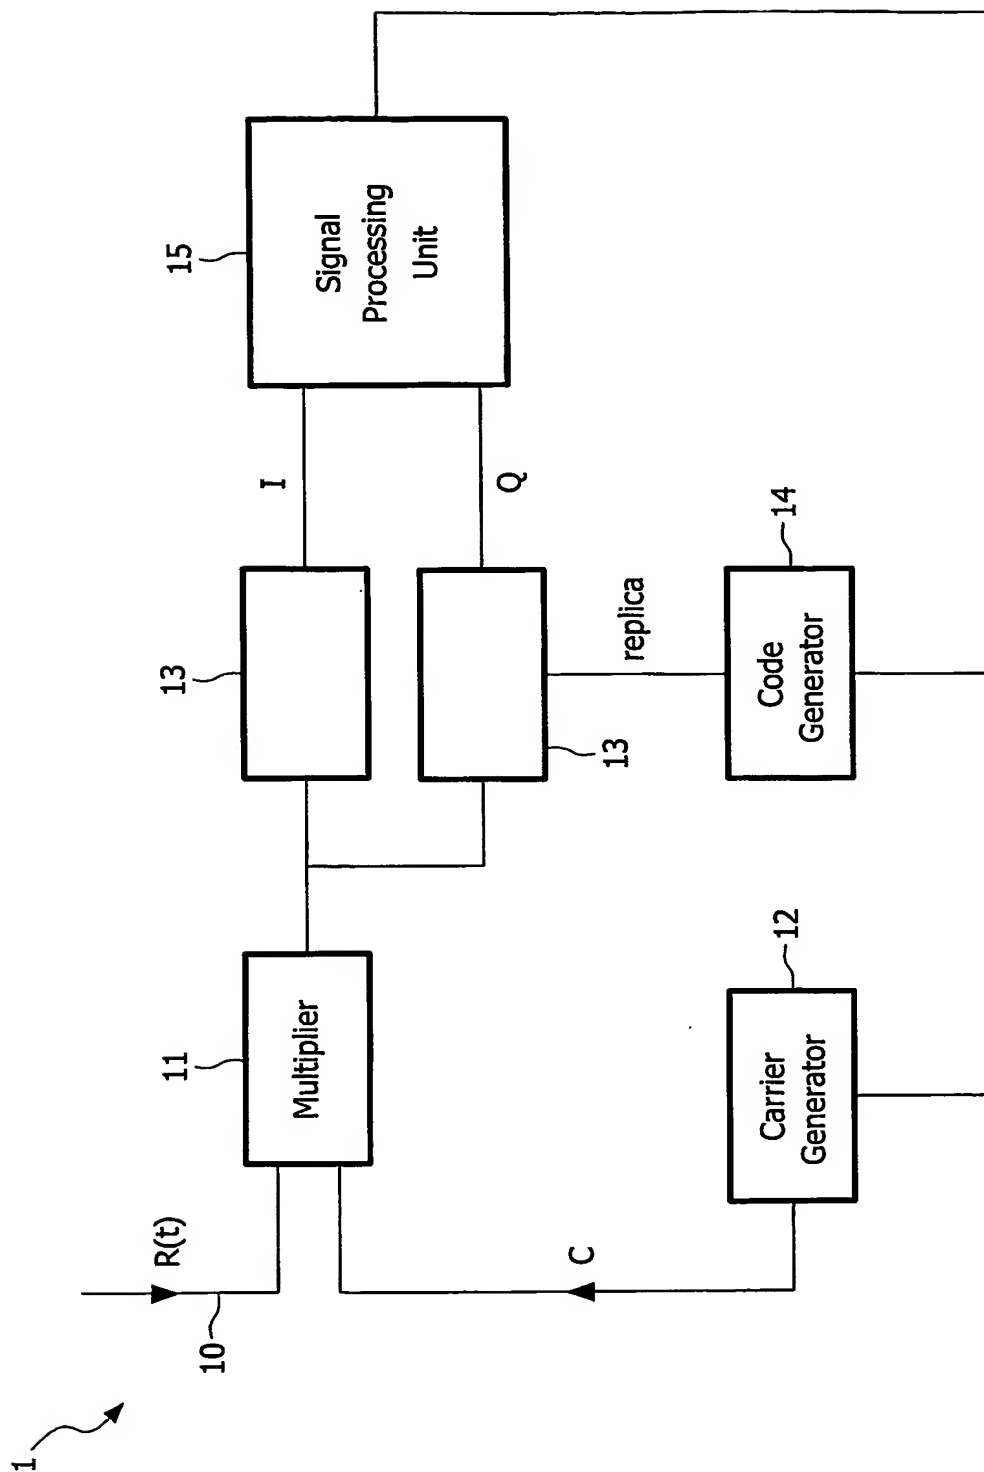 1
10
R(t)
C
11
Multiplier
12
Carrier
Generator
13
13
I
Q
replica
14
Code
Generator
15
Signal
Processing
Unit